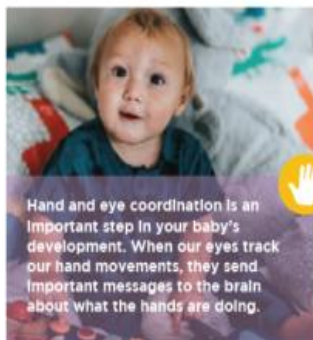 Hand and eye coordination is an
important step in your baby's
development. When our eyes track
our hand movements, they send
important messages to the brain
about what the hands are doing.